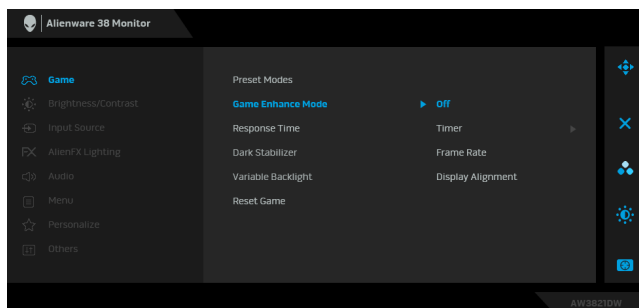 Alienware 38 Monitor
Game
Brightness/Contrast
Input Source
AlienFX Lighting
Audio
Menu
Personalize
Others
Preset Modes
Game Enhance Mode
Response Time
Dark Stabilizer
Variable Backlight
Reset Game
Off
Timer
Frame Rate
Display Alignment
AW3821DW